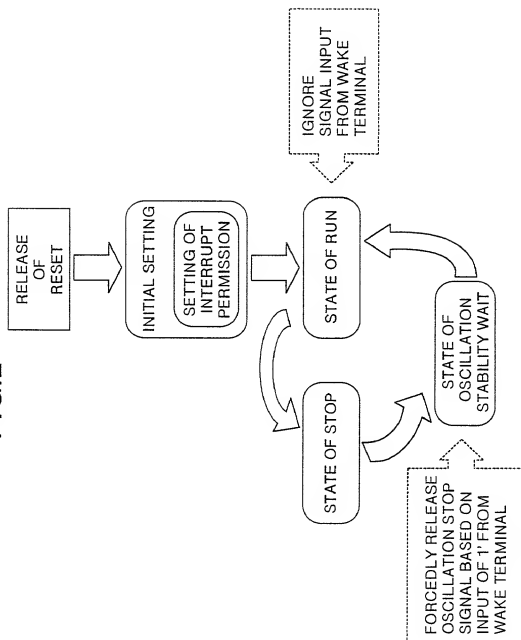 RELEASE
OF
RESET
INITIAL SETTING
SETTING OF
INTERRUPT
PERMISSION
STATE OF RUN
IGNORE
SIGNAL INPUT
FROM WAKE
TERMINAL
STATE OF STOP
STATE OF
OSCILLATION
STABILITY WAIT
FORCEDLY RELEASE
OSCILLATION STOP
SIGNAL BASED ON
INPUT OF 1' FROM
WAKE TERMINAL